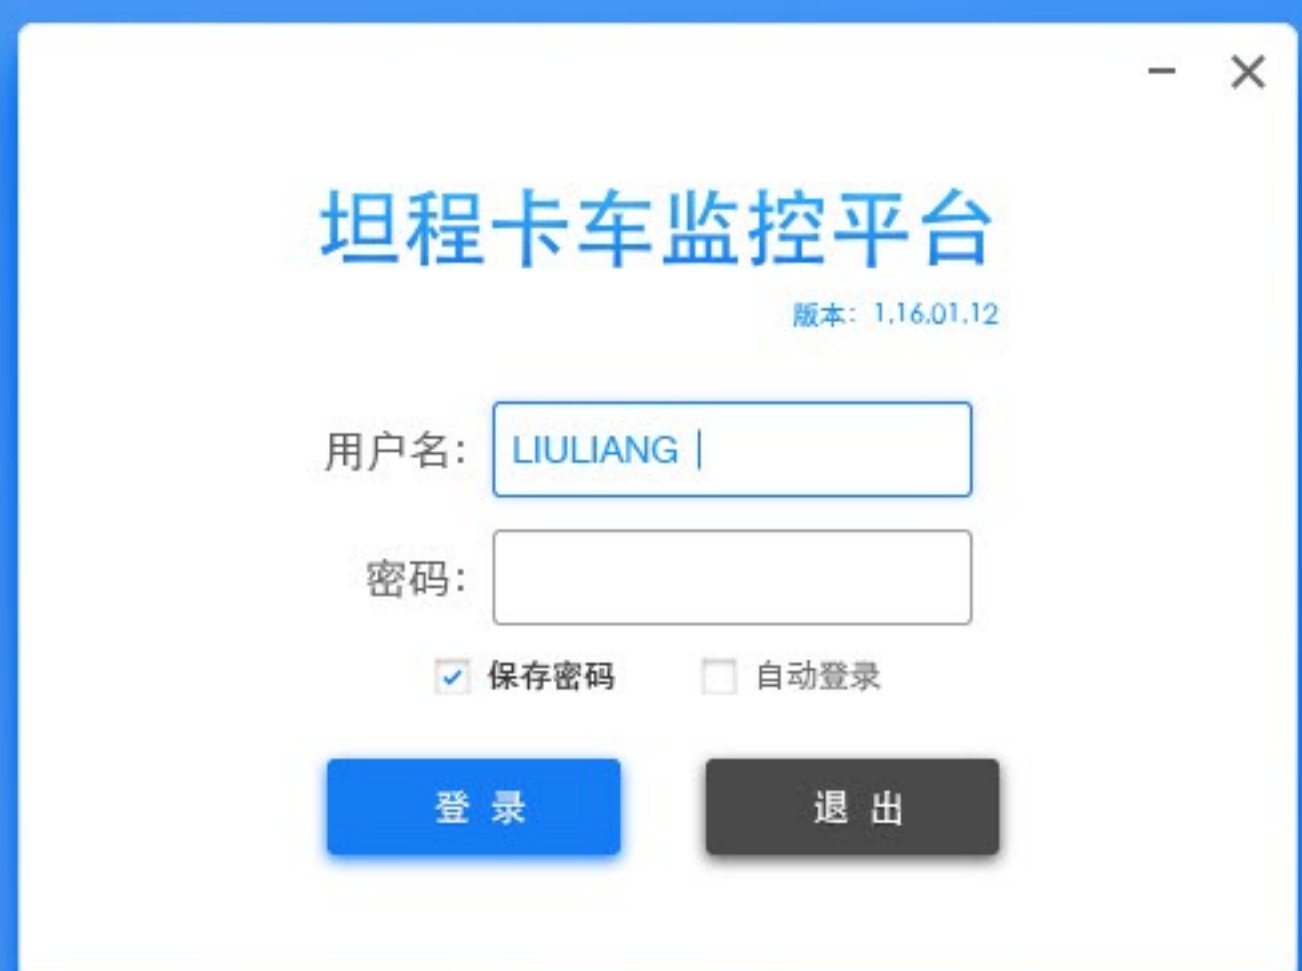 坦程卡车监控平台
版本：1.16.01.12
用户名： LIULIANG
密码：
保存密码 自动登录
登 录 退 出